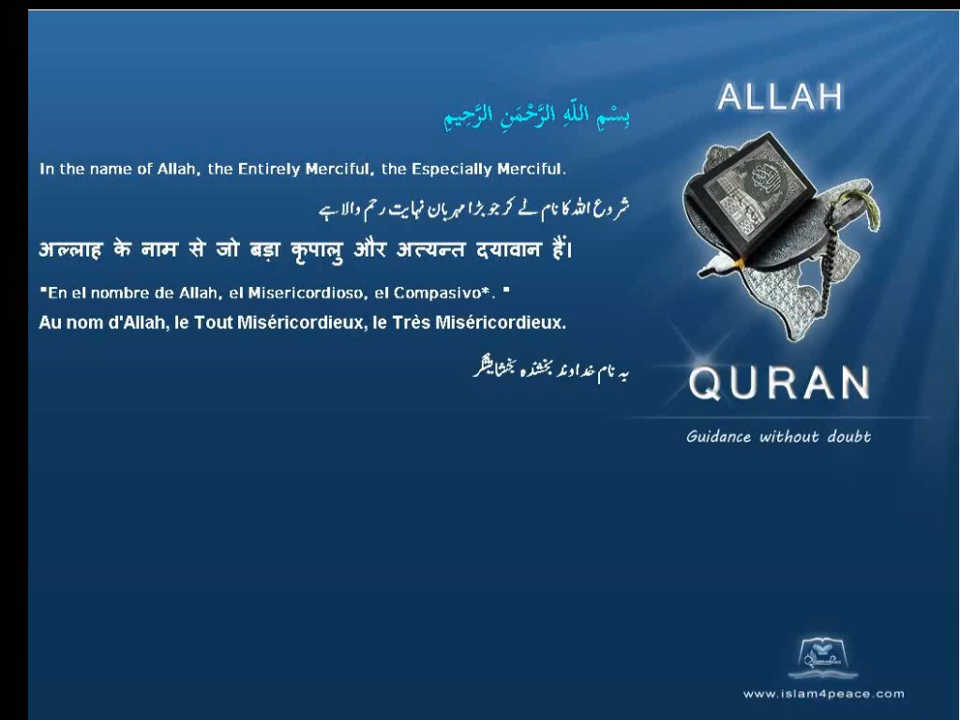 بِسْمِ اللَّهِ الرَّحْمَنِ الرَّحِيمِ
In the name of Allah, the Entirely Merciful, the Especially Merciful.
شروع الله کا نام لے کر جو بڑا مہربان نہایت رحم والا ہے
अल्लाह के नाम से जो बड़ा कृपालु और अत्यन्त दयावान हैं।
"En el nombre de Allah, el Misericordioso, el Compasivo*. "
Au nom d'Allah, le Tout Miséricordieux, le Très Miséricordieux.
به نام خداوند بخشنده بخشایشگر
ALLAH
QURAN
Guidance without doubt
www.islam4peace.com